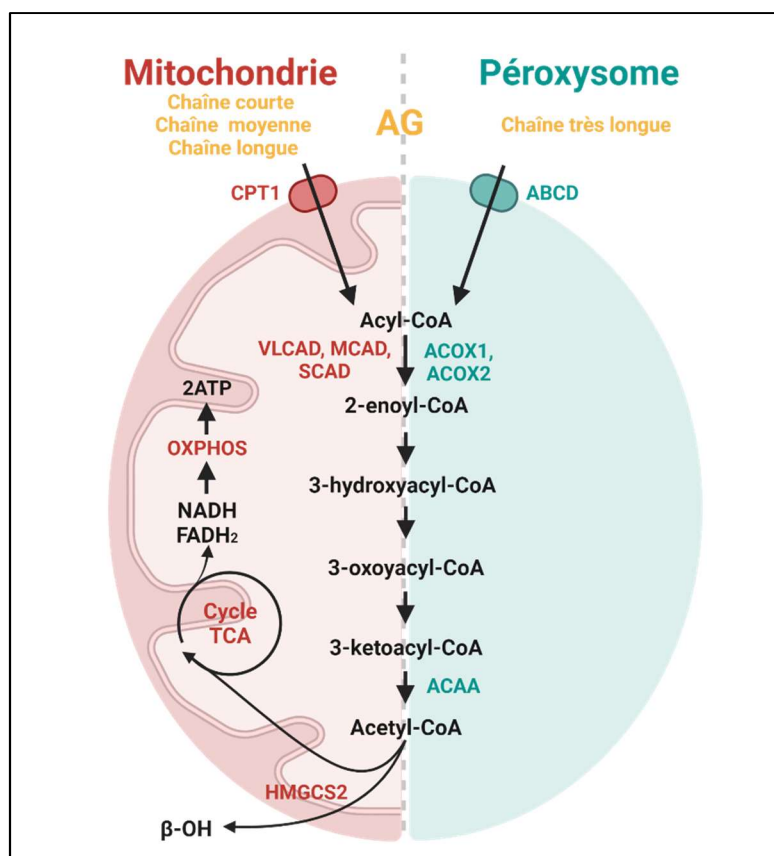 Mitochondrie
Péroxysome
Chaîne courte
Chaîne moyenne
Chaîne longue
AG
Chaîne très longue
CPT1
ABCD
Acyl-CoA
VLCAD, MCAD,
SCAD
ACOX1,
ACOX2
2ATP
2-enoyl-CoA
OXPHOS
3-hydroxyacyl-CoA
NADH
FADH₂
3-oxoyacyl-CoA
Cycle
TCA
3-ketoacyl-CoA
ACAA
Acetyl-CoA
HMGCS2
β-OH